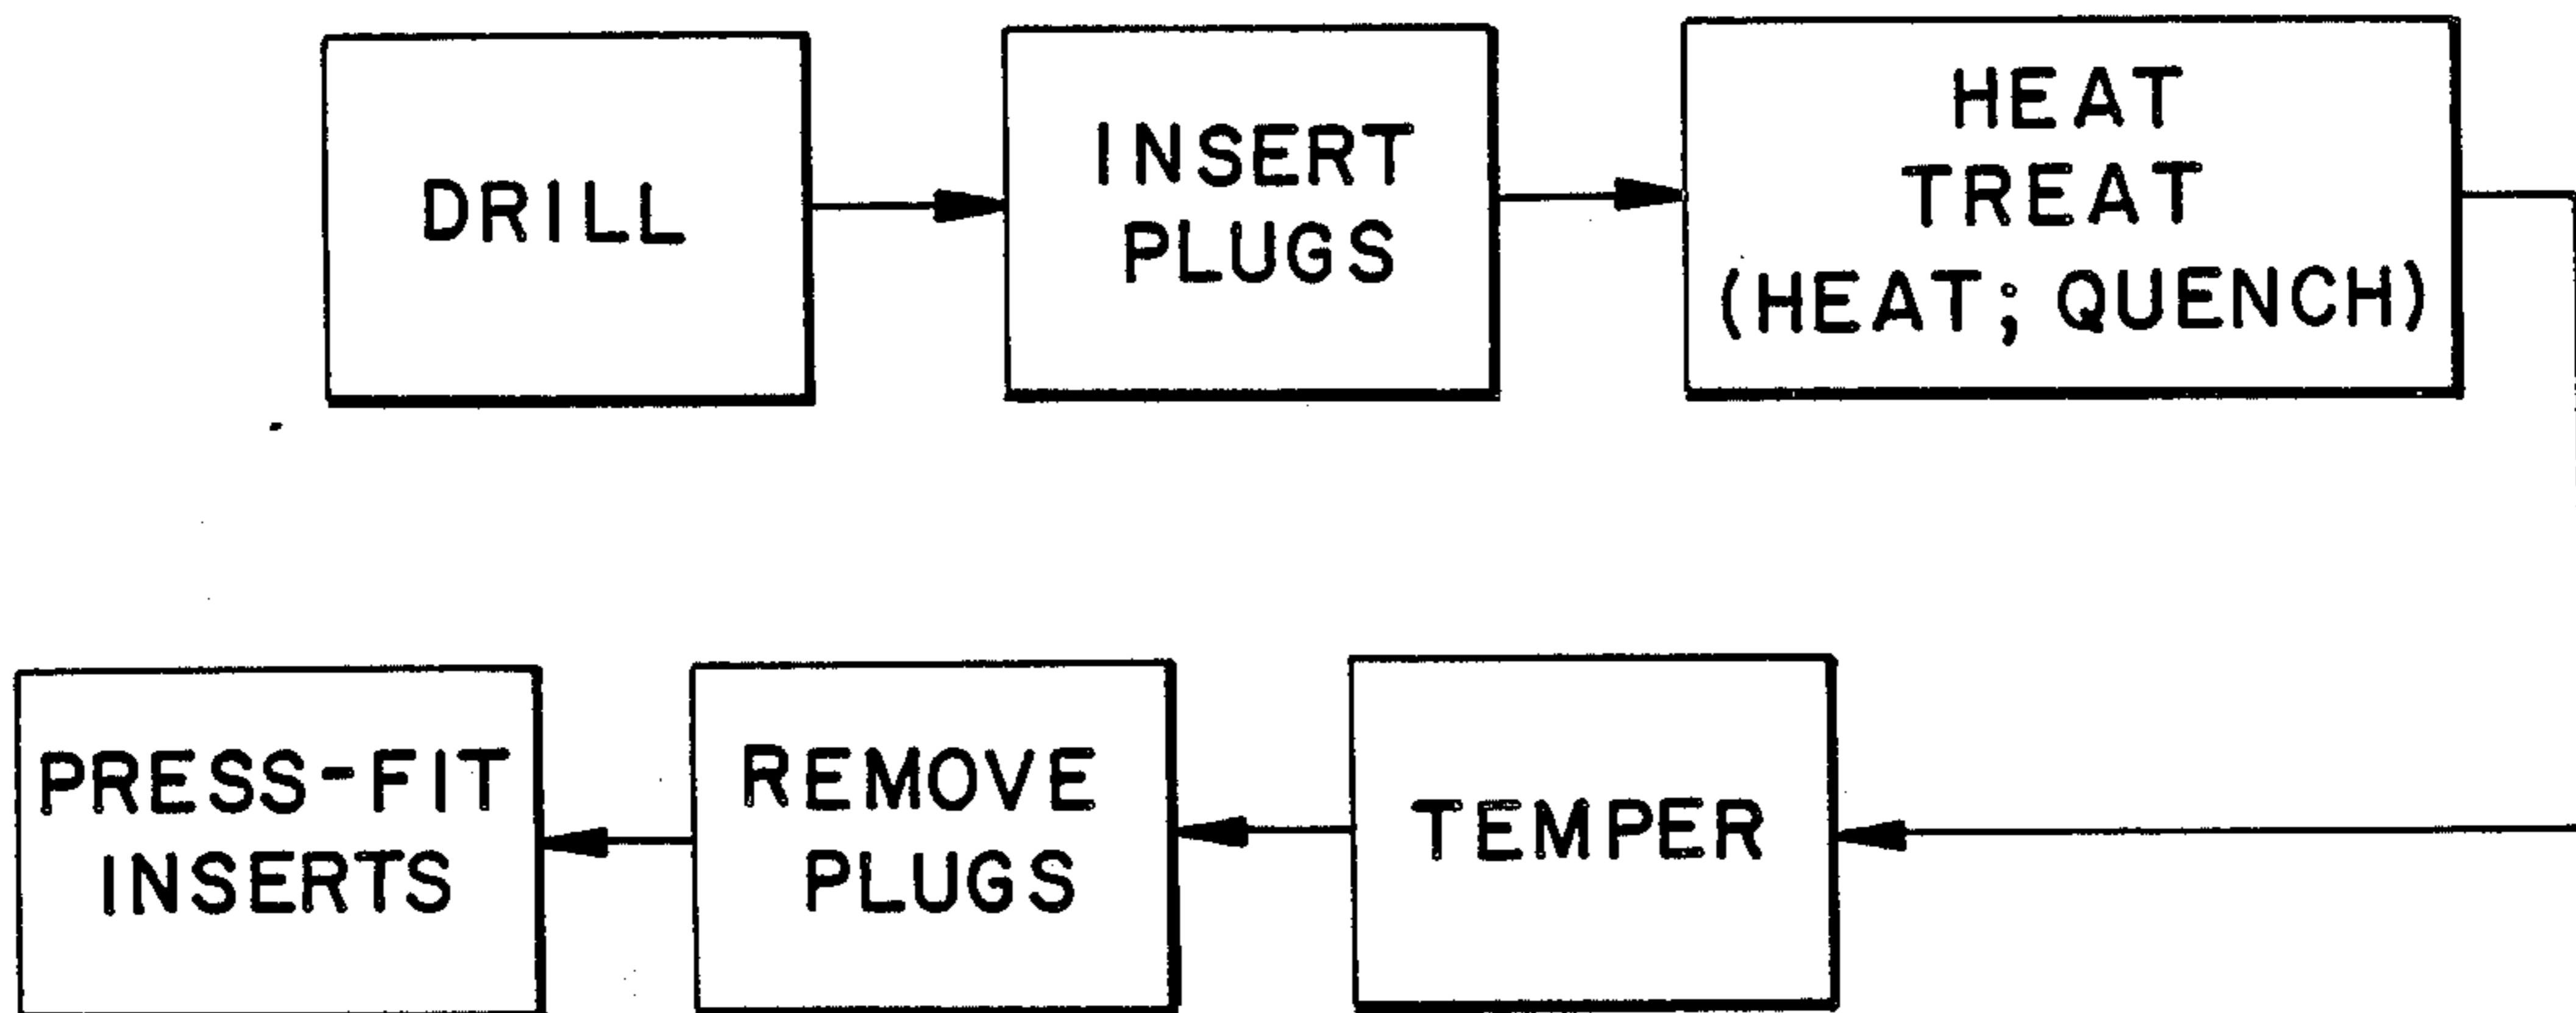 DRILL
INSERT
PLUGS
HEAT
TREAT
(HEAT; QUENCH)
TEMPER
REMOVE
PLUGS
PRESS-FIT
INSERTS